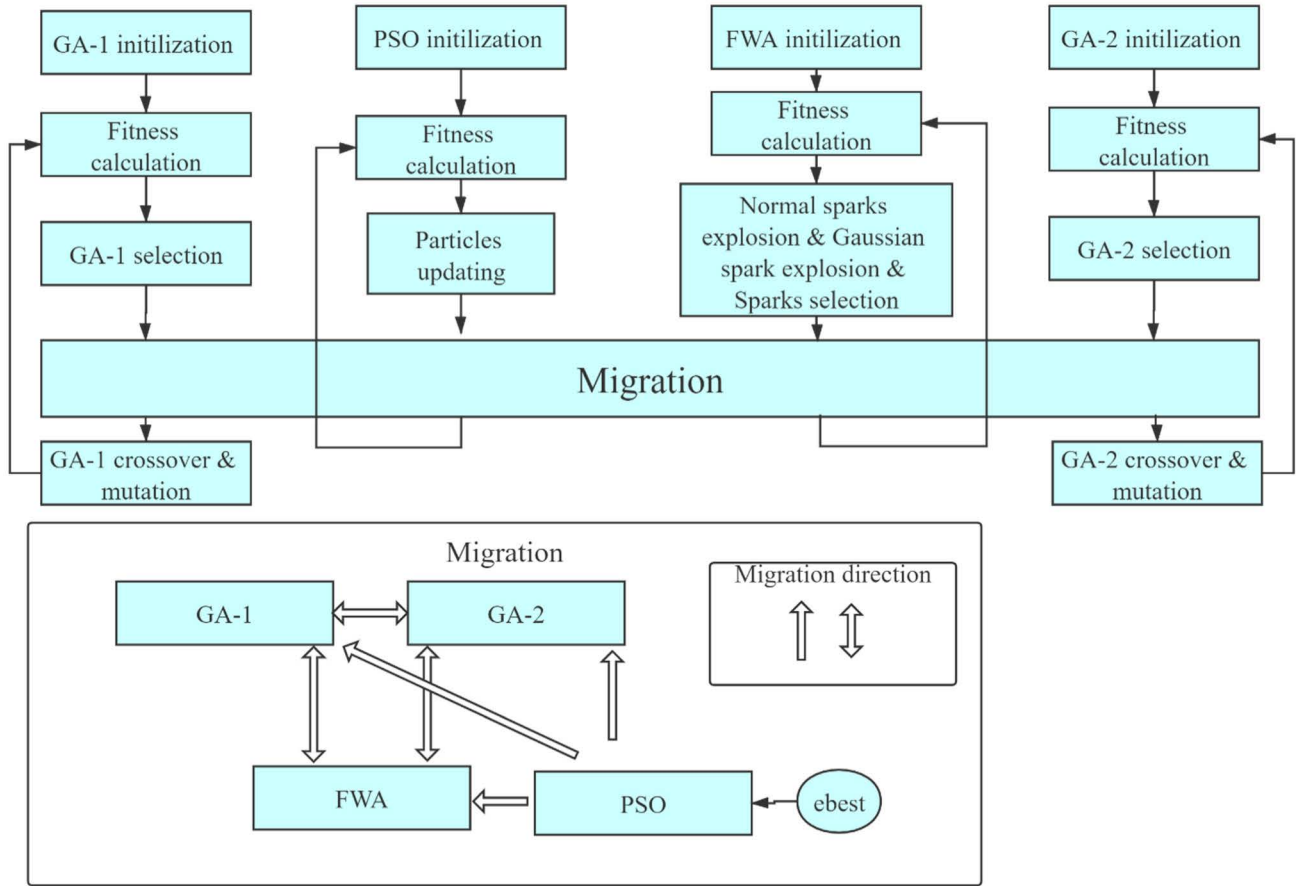 GA-1 initilization
PSO initilization
FWA initilization
GA-2 initilization
Fitness
calculation
Fitness
calculation
Fitness
calculation
Fitness
calculation
GA-1 selection
Particles
updating
Normal sparks
explosion & Gaussian
spark explosion &
Sparks selection
GA-2 selection
Migration
GA-1 crossover &
mutation
GA-2 crossover &
mutation
Migration
Migration direction
GA-1
GA-2
FWA
PSO
ebest